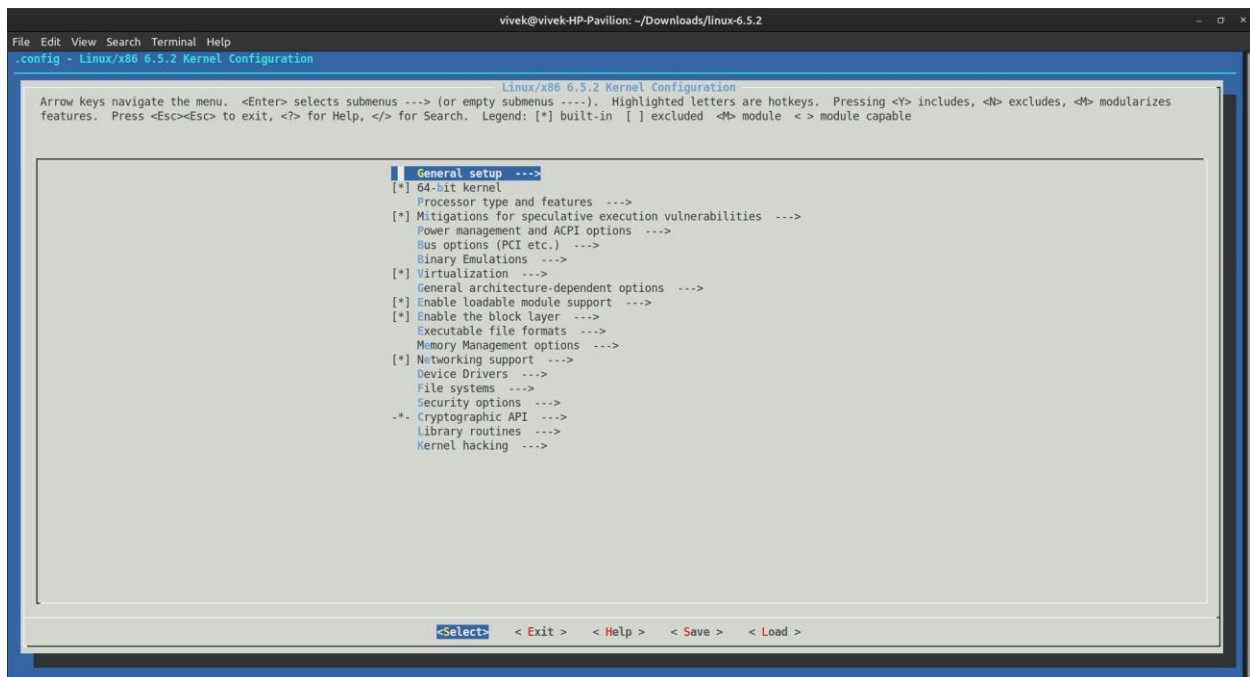 vivek@vivek-HP-Pavilion: ~/Downloads/linux-6.5.2
File Edit View Search Terminal Help
.config - Linux/x86 6.5.2 Kernel Configuration
Linux/x86 6.5.2 Kernel Configuration
Arrow keys navigate the menu. <Enter> selects submenus ---> (or empty submenus ----). Highlighted letters are hotkeys. Pressing <Y> includes, <N> excludes, <M> modularizes
features. Press <Esc><Esc> to exit, <?> for Help, </> for Search. Legend: [*] built-in [ ] excluded <M> module < > module capable
General setup --->
[*] 64-bit kernel
Processor type and features --->
[*] Mitigations for speculative execution vulnerabilities --->
Power management and ACPI options --->
Bus options (PCI etc.) --->
Binary Emulations --->
[*] Virtualization --->
General architecture-dependent options --->
[*] Enable loadable module support --->
[*] Enable the block layer --->
Executable file formats --->
Memory Management options --->
[*] Networking support --->
Device Drivers --->
File systems --->
Security options --->
-*- Cryptographic API --->
Library routines --->
Kernel hacking --->
<Select> < Exit > < Help > < Save > < Load >